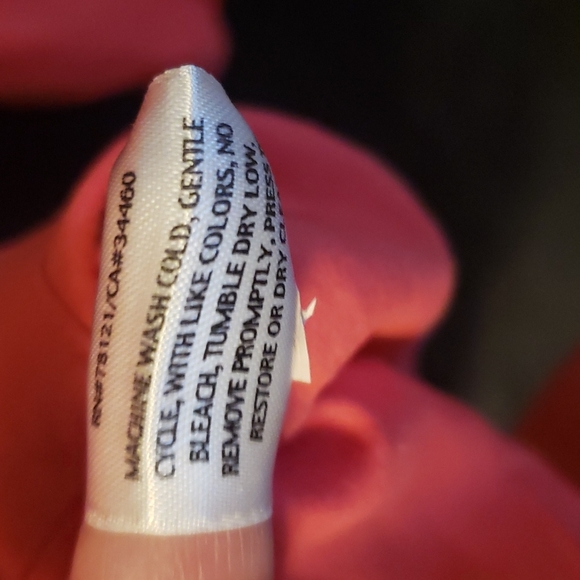 RN#78121/CA#34460
MACHINE WASH COLD, GENTLE
CYCLE, WITH LIKE COLORS, NO
BLEACH, TUMBLE DRY LOW,
REMOVE PROMPTLY, PRESS
RESTORE OR DRY